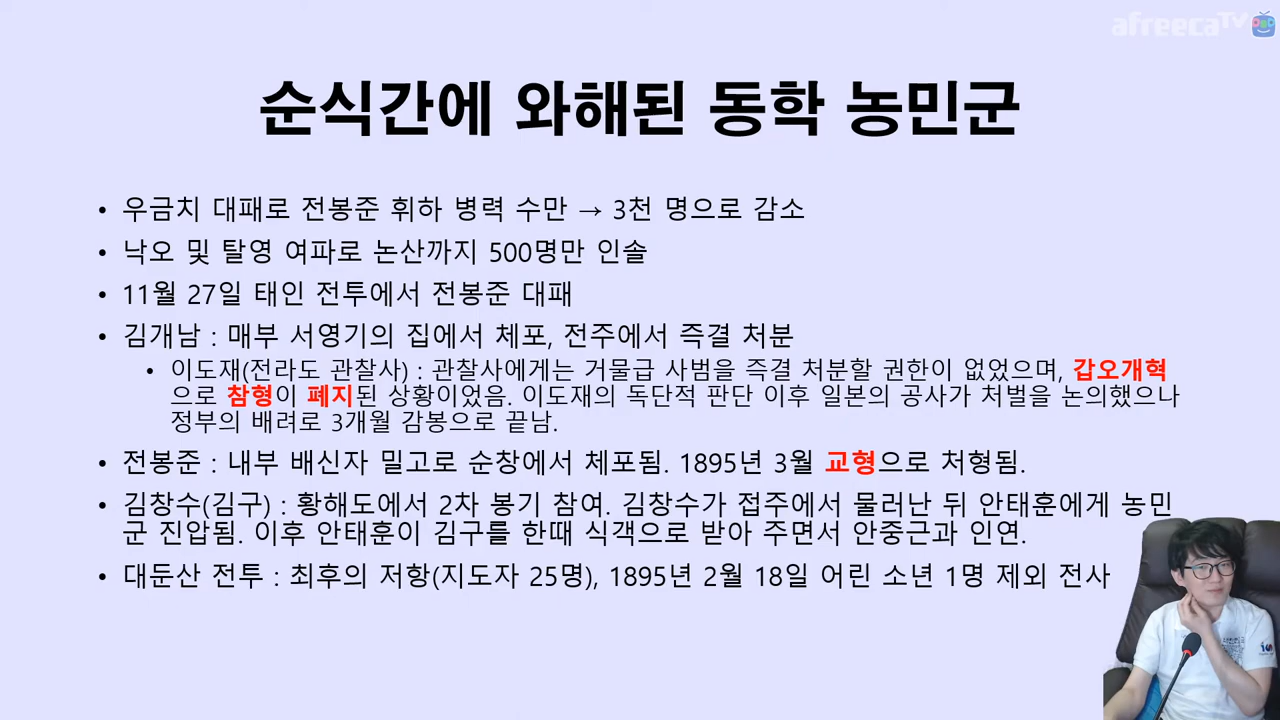 afreecaTV
순식간에 와해된 동학 농민군
• 우금치 대패로 전봉준 휘하 병력 수만 → 3천 명으로 감소
• 낙오 및 탈영 여파로 논산까지 500명만 인솔
• 11월 27일 태인 전투에서 전봉준 대패
• 김개남 : 매부 서영기의 집에서 체포, 전주에서 즉결 처분
• 이도재(전라도 관찰사) : 관찰사에게는 거물급 사범을 즉결 처분할 권한이 없었으며, 갑오개혁
으로 참형이 폐지된 상황이었음. 이도재의 독단적 판단 이후 일본의 공사가 처벌을 논의했으나
정부의 배려로 3개월 감봉으로 끝남.
• 전봉준 : 내부 배신자 밀고로 순창에서 체포됨. 1895년 3월 교형으로 처형됨.
• 김창수(김구) : 황해도에서 2차 봉기 참여. 김창수가 접주에서 물러난 뒤 안태훈에게 농민
군 진압됨. 이후 안태훈이 김구를 한때 식객으로 받아 주면서 안중근과 인연.
• 대둔산 전투 : 최후의 저항(지도자 25명), 1895년 2월 18일 어린 소년 1명 제외 전사